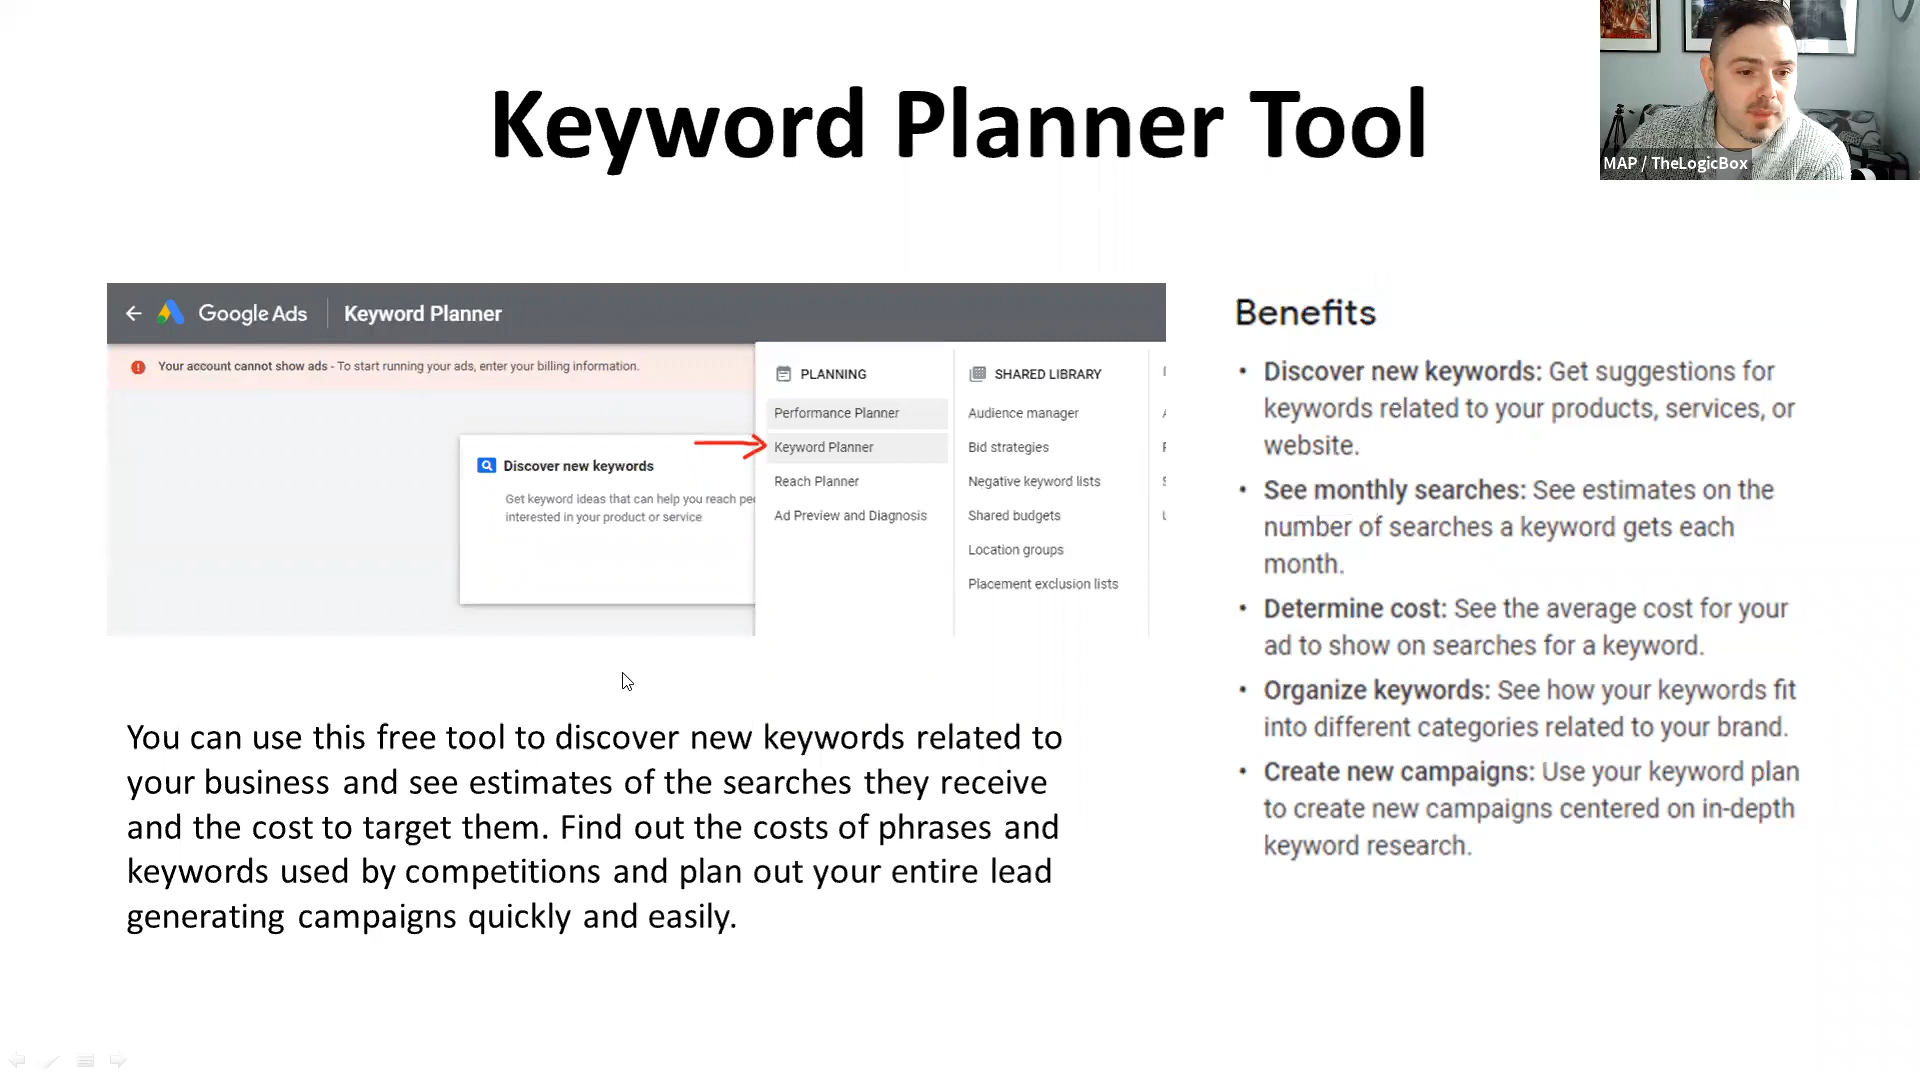 Keyword Planner Tool
MAP / TheLogicBox
Google Ads
Keyword Planner
Your account cannot show ads - To start running your ads, enter your billing information.
Discover new keywords
Get keyword ideas that can help you reach
interested in your product or service
PLANNING
Performance Planner
Keyword Planner
Reach Planner
Ad Preview and Diagnosis
SHARED LIBRARY
Audience manager
Bid strategies
Negative keyword lists
Shared budgets
Location groups
Placement exclusion lists
You can use this free tool to discover new keywords related to
your business and see estimates of the searches they receive
and the cost to target them. Find out the costs of phrases and
keywords used by competitions and plan out your entire lead
generating campaigns quickly and easily.
Benefits
• Discover new keywords: Get suggestions for
keywords related to your products, services, or
website.
• See monthly searches: See estimates on the
number of searches a keyword gets each
month.
• Determine cost: See the average cost for your
ad to show on searches for a keyword.
• Organize keywords: See how your keywords fit
into different categories related to your brand.
• Create new campaigns: Use your keyword plan
to create new campaigns centered on in-depth
keyword research.